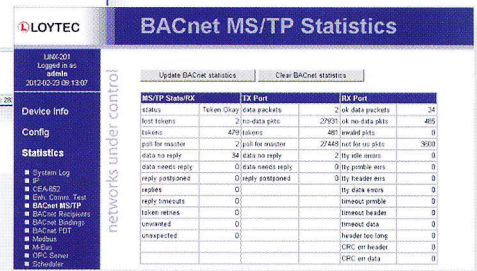 LOYTEC
BACnet MS/TP Statistics
LINX-201
Logged in as
admin
2012-02-23 09:13:07
Device Info
Config
Statistics
System Log
IP
CEA-852
Enh. Comm. Test
BACnet MS/TP
BACnet Recipients
BACnet Bindings
BACnet FDT
Modbus
M-Bus
OPC Server
Scheduler
networks under control
Update BACnet statistics Clear BACnet statistics
MS/TP State/RX TX Port RX Port
status Token Okay data packets 2 ok data packets 34
lost tokens 2 no-data pkts 27931 ok no-data pkts 485
tokens 479 tokens 481 invalid pkts 0
poll for master 2 poll for master 27448 not for us pkts 3600
data no reply 34 data no reply 2 tty idle errors 0
data needs reply 0 data needs reply 0 tty prmble errs 0
reply postponed 0 reply postponed 0 tty header errs 0
replies 0 tty data errors 0
reply timeouts 0 timeout prmble 0
token retries 0 timeout header 0
unwanted 0 timeout data 0
unexpected 0 header too long 0
CRC err header 0
CRC err data 0